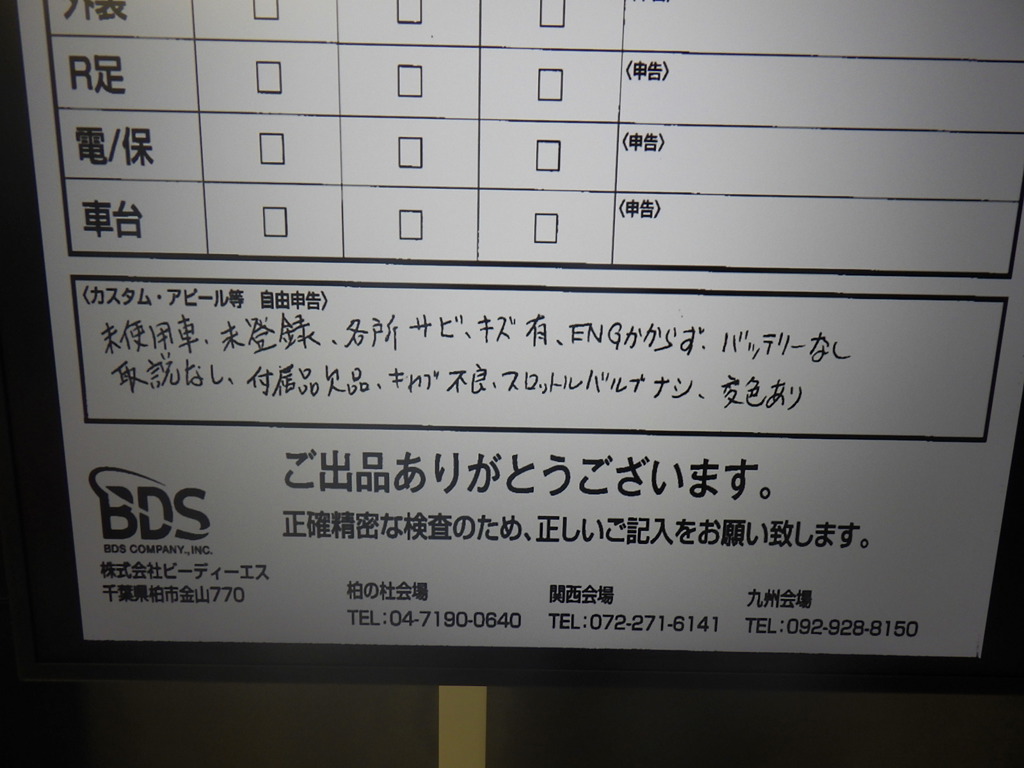 外装
R足
〈申告〉
電/保
〈申告〉
車台
〈申告〉
〈カスタム・アピール等 自由申告〉
未使用車、未登録、各所サビ、キズ有、ENGかからず、バッテリーなし
取説なし、付属品欠品、キャブ不良、スロットルバルブナシ、変色あり
ご出品ありがとうございます。
正確精密な検査のため、正しいご記入をお願い致します。
BDS
BDS COMPANY.,INC.
株式会社ビーディーエス
千葉県柏市金山770
柏の杜会場
TEL:04-7190-0640
関西会場
TEL:072-271-6141
九州会場
TEL:092-928-8150